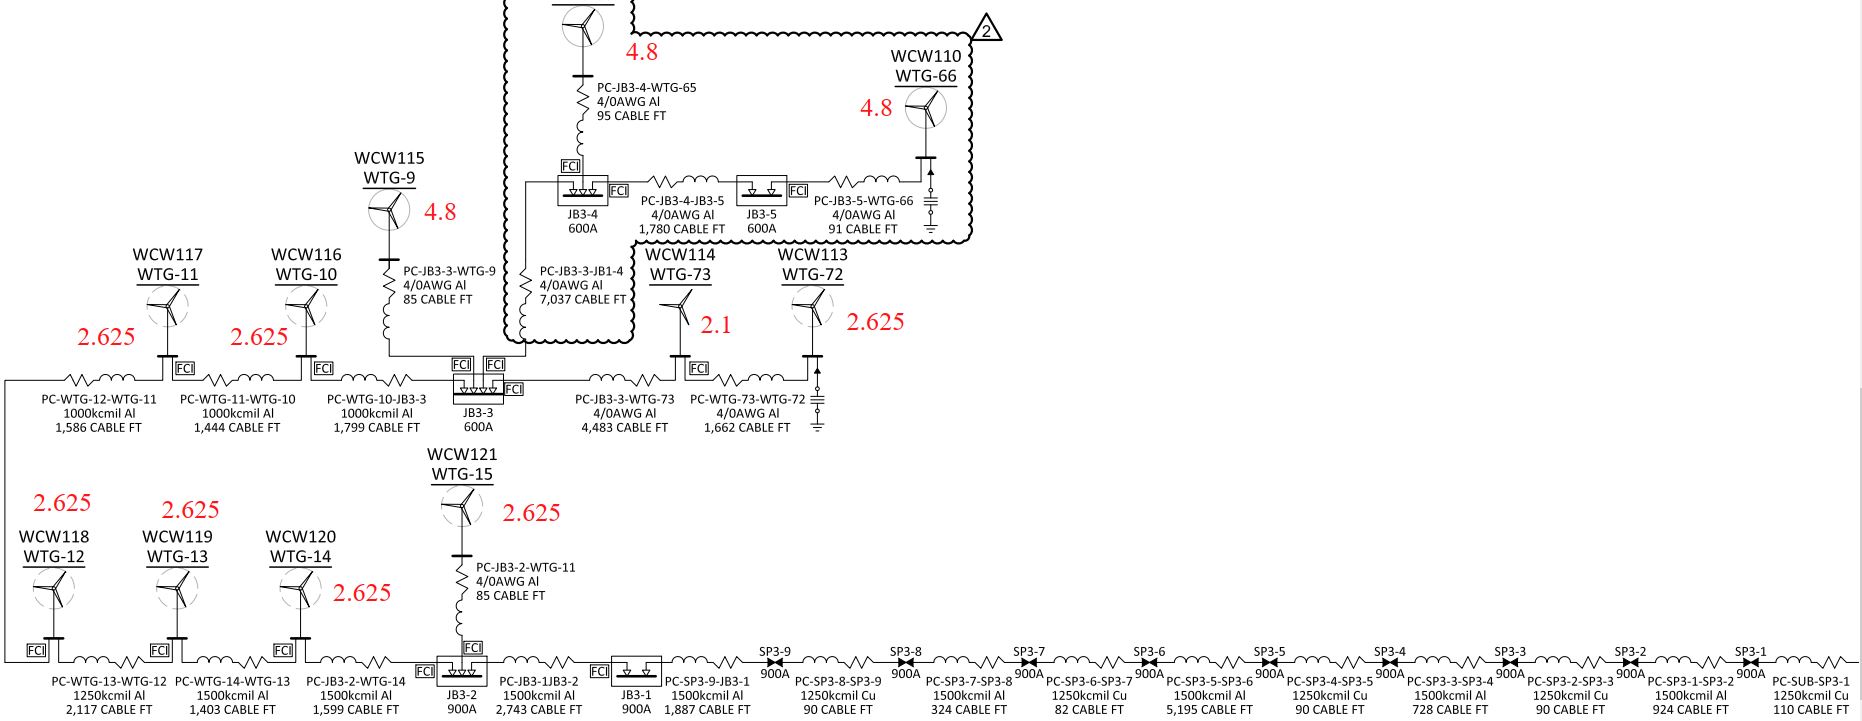 2
4.8
WCW110
WTG-66
4.8
PC-JB3-4-WTG-65
4/0AWG Al
95 CABLE FT
FCI
FCI
FCI
JB3-4
600A
PC-JB3-4-JB3-5
4/0AWG Al
1,780 CABLE FT
JB3-5
600A
PC-JB3-5-WTG-66
4/0AWG Al
91 CABLE FT
WCW115
WTG-9
4.8
WCW117
WTG-11
2.625
WCW116
WTG-10
2.625
PC-JB3-3-WTG-9
4/0AWG Al
85 CABLE FT
PC-JB3-3-JB1-4
4/0AWG Al
7,037 CABLE FT
WCW114
WTG-73
2.1
WCW113
WTG-72
2.625
FCI
FCI
FCI
FCI
FCI
FCI
PC-WTG-12-WTG-11
1000kcmil Al
1,586 CABLE FT
PC-WTG-11-WTG-10
1000kcmil Al
1,444 CABLE FT
PC-WTG-10-JB3-3
1000kcmil Al
1,799 CABLE FT
JB3-3
600A
PC-JB3-3-WTG-73
4/0AWG Al
4,483 CABLE FT
PC-WTG-73-WTG-72
4/0AWG Al
1,662 CABLE FT
WCW121
WTG-15
2.625
2.625
WCW118
WTG-12
2.625
WCW119
WTG-13
WCW120
WTG-14
2.625
PC-JB3-2-WTG-11
4/0AWG Al
85 CABLE FT
FCI
FCI
FCI
FCI
FCI
FCI
SP3-9
900A
SP3-8
900A
SP3-7
900A
SP3-6
900A
SP3-5
900A
SP3-4
900A
SP3-3
900A
SP3-2
900A
SP3-1
900A
PC-WTG-13-WTG-12
1250kcmil Al
2,117 CABLE FT
PC-WTG-14-WTG-13
1500kcmil Al
1,403 CABLE FT
PC-JB3-2-WTG-14
1500kcmil Al
1,599 CABLE FT
JB3-2
900A
PC-JB3-1JB3-2
1500kcmil Al
2,743 CABLE FT
JB3-1
900A
PC-SP3-9-JB3-1
1500kcmil Al
1,887 CABLE FT
PC-SP3-8-SP3-9
1250kcmil Cu
90 CABLE FT
PC-SP3-7-SP3-8
1500kcmil Al
324 CABLE FT
PC-SP3-6-SP3-7
1250kcmil Cu
82 CABLE FT
PC-SP3-5-SP3-6
1500kcmil Al
5,195 CABLE FT
PC-SP3-4-SP3-5
1250kcmil Cu
90 CABLE FT
PC-SP3-3-SP3-4
1500kcmil Al
728 CABLE FT
PC-SP3-2-SP3-3
1250kcmil Cu
90 CABLE FT
PC-SP3-1-SP3-2
1500kcmil Al
924 CABLE FT
PC-SUB-SP3-1
1250kcmil Cu
110 CABLE FT